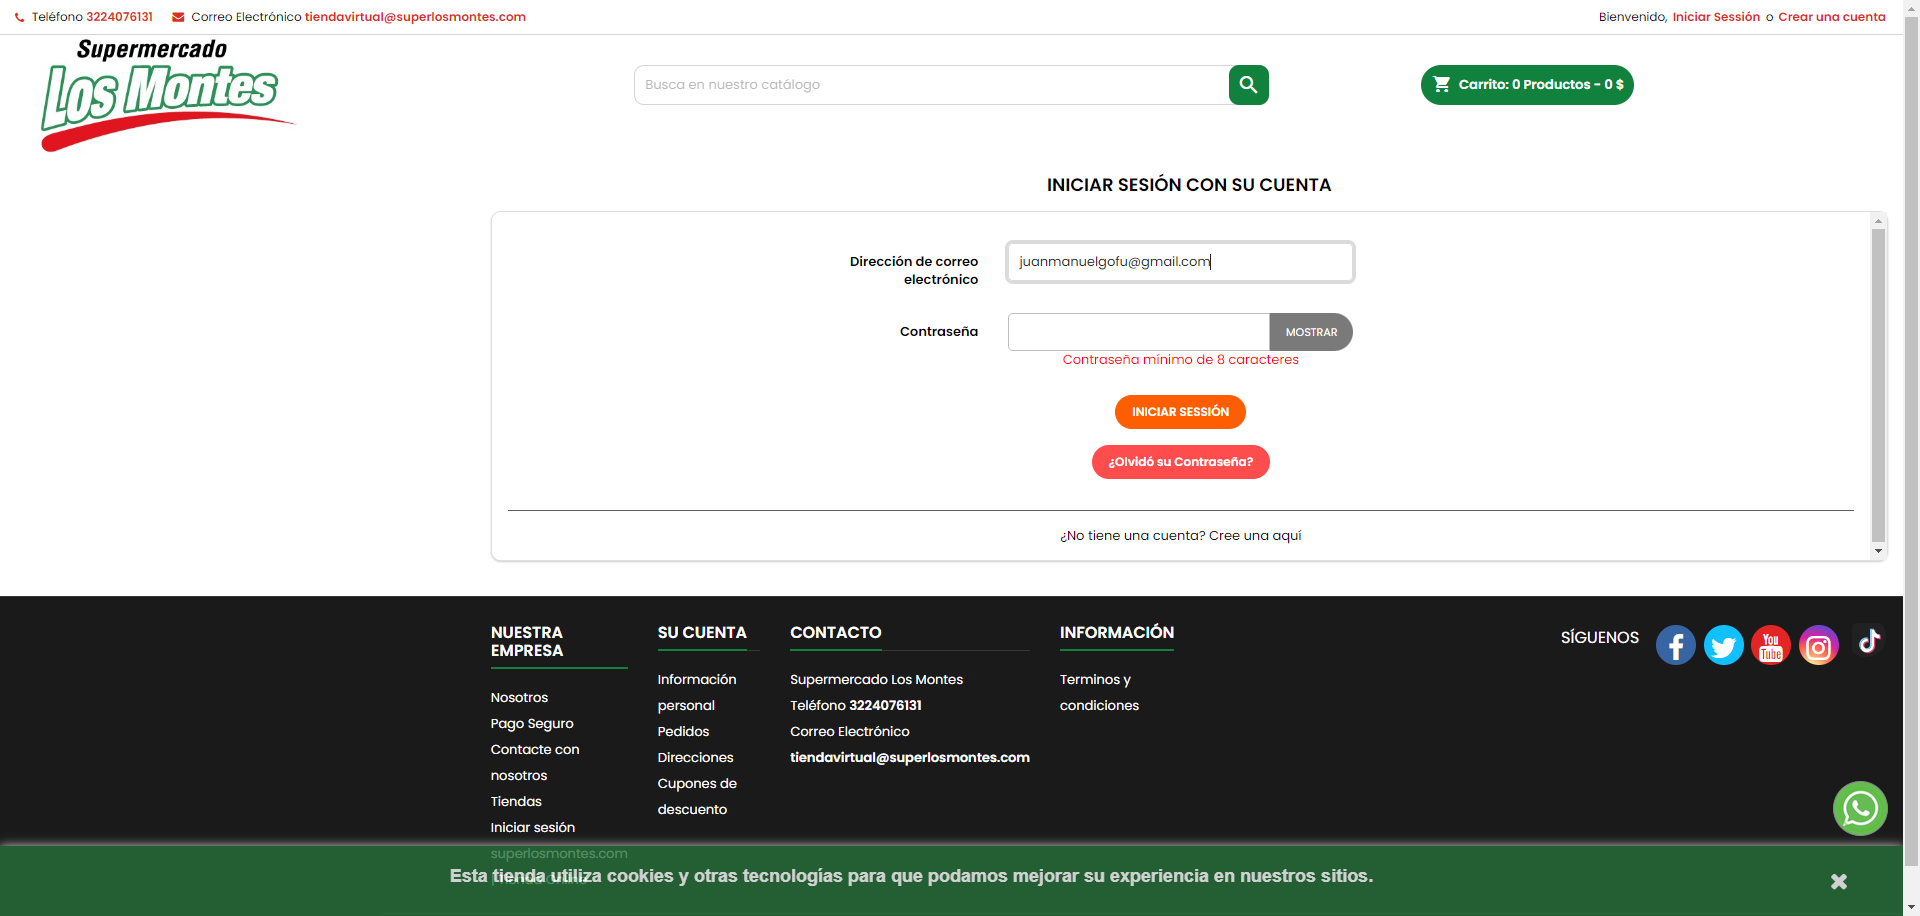 Teléfono 3224076131 Correo Electrónico tiendavirtual@superlosmontes.com
Bienvenido, Iniciar Sessión o Crear una cuenta
Supermercado
Los Montes
Busca en nuestro catálogo
Carrito: 0 Productos - 0 $
INICIAR SESIÓN CON SU CUENTA
Dirección de correo
electrónico
juanmanuelgofu@gmail.com
Contraseña
MOSTRAR
Contraseña mínimo de 8 caracteres
INICIAR SESSIÓN
¿Olvidó su Contraseña?
¿No tiene una cuenta? Cree una aquí
NUESTRA
EMPRESA
Nosotros
Pago Seguro
Contacte con
nosotros
Tiendas
Iniciar sesión
superlosmontes.com
SU CUENTA
Información
personal
Pedidos
Direcciones
Cupones de
descuento
CONTACTO
Supermercado Los Montes
Teléfono 3224076131
Correo Electrónico
tiendavirtual@superlosmontes.com
INFORMACIÓN
Terminos y
condiciones
SÍGUENOS
You
Tube
Esta tienda utiliza cookies y otras tecnologías para que podamos mejorar su experiencia en nuestros sitios.